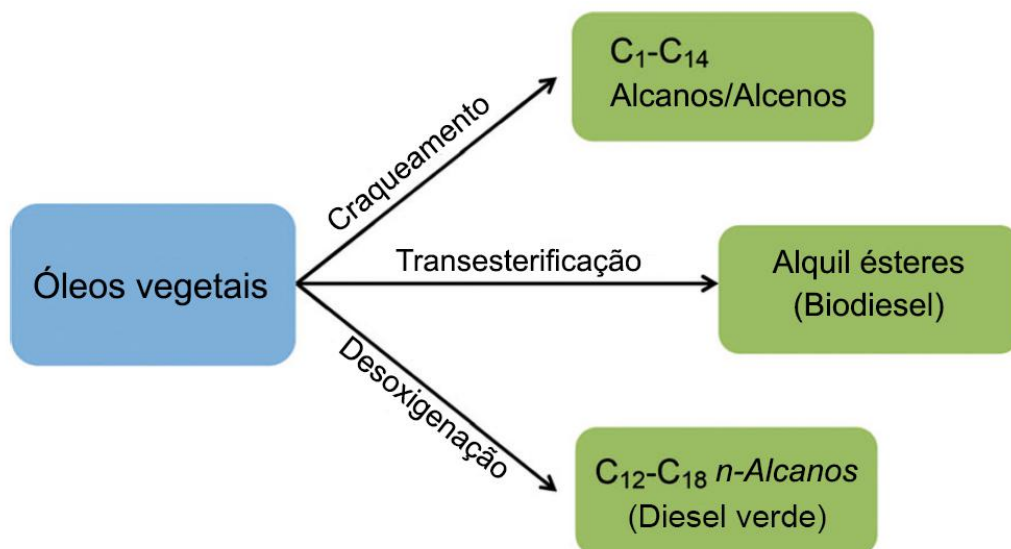 C₁-C₁₄
Alcanos/Alcenos
Craqueamento
Óleos vegetais
Transesterificação
Alquil ésteres
(Biodiesel)
Desoxigenação
C₁₂-C₁₈ n-Alcanos
(Diesel verde)